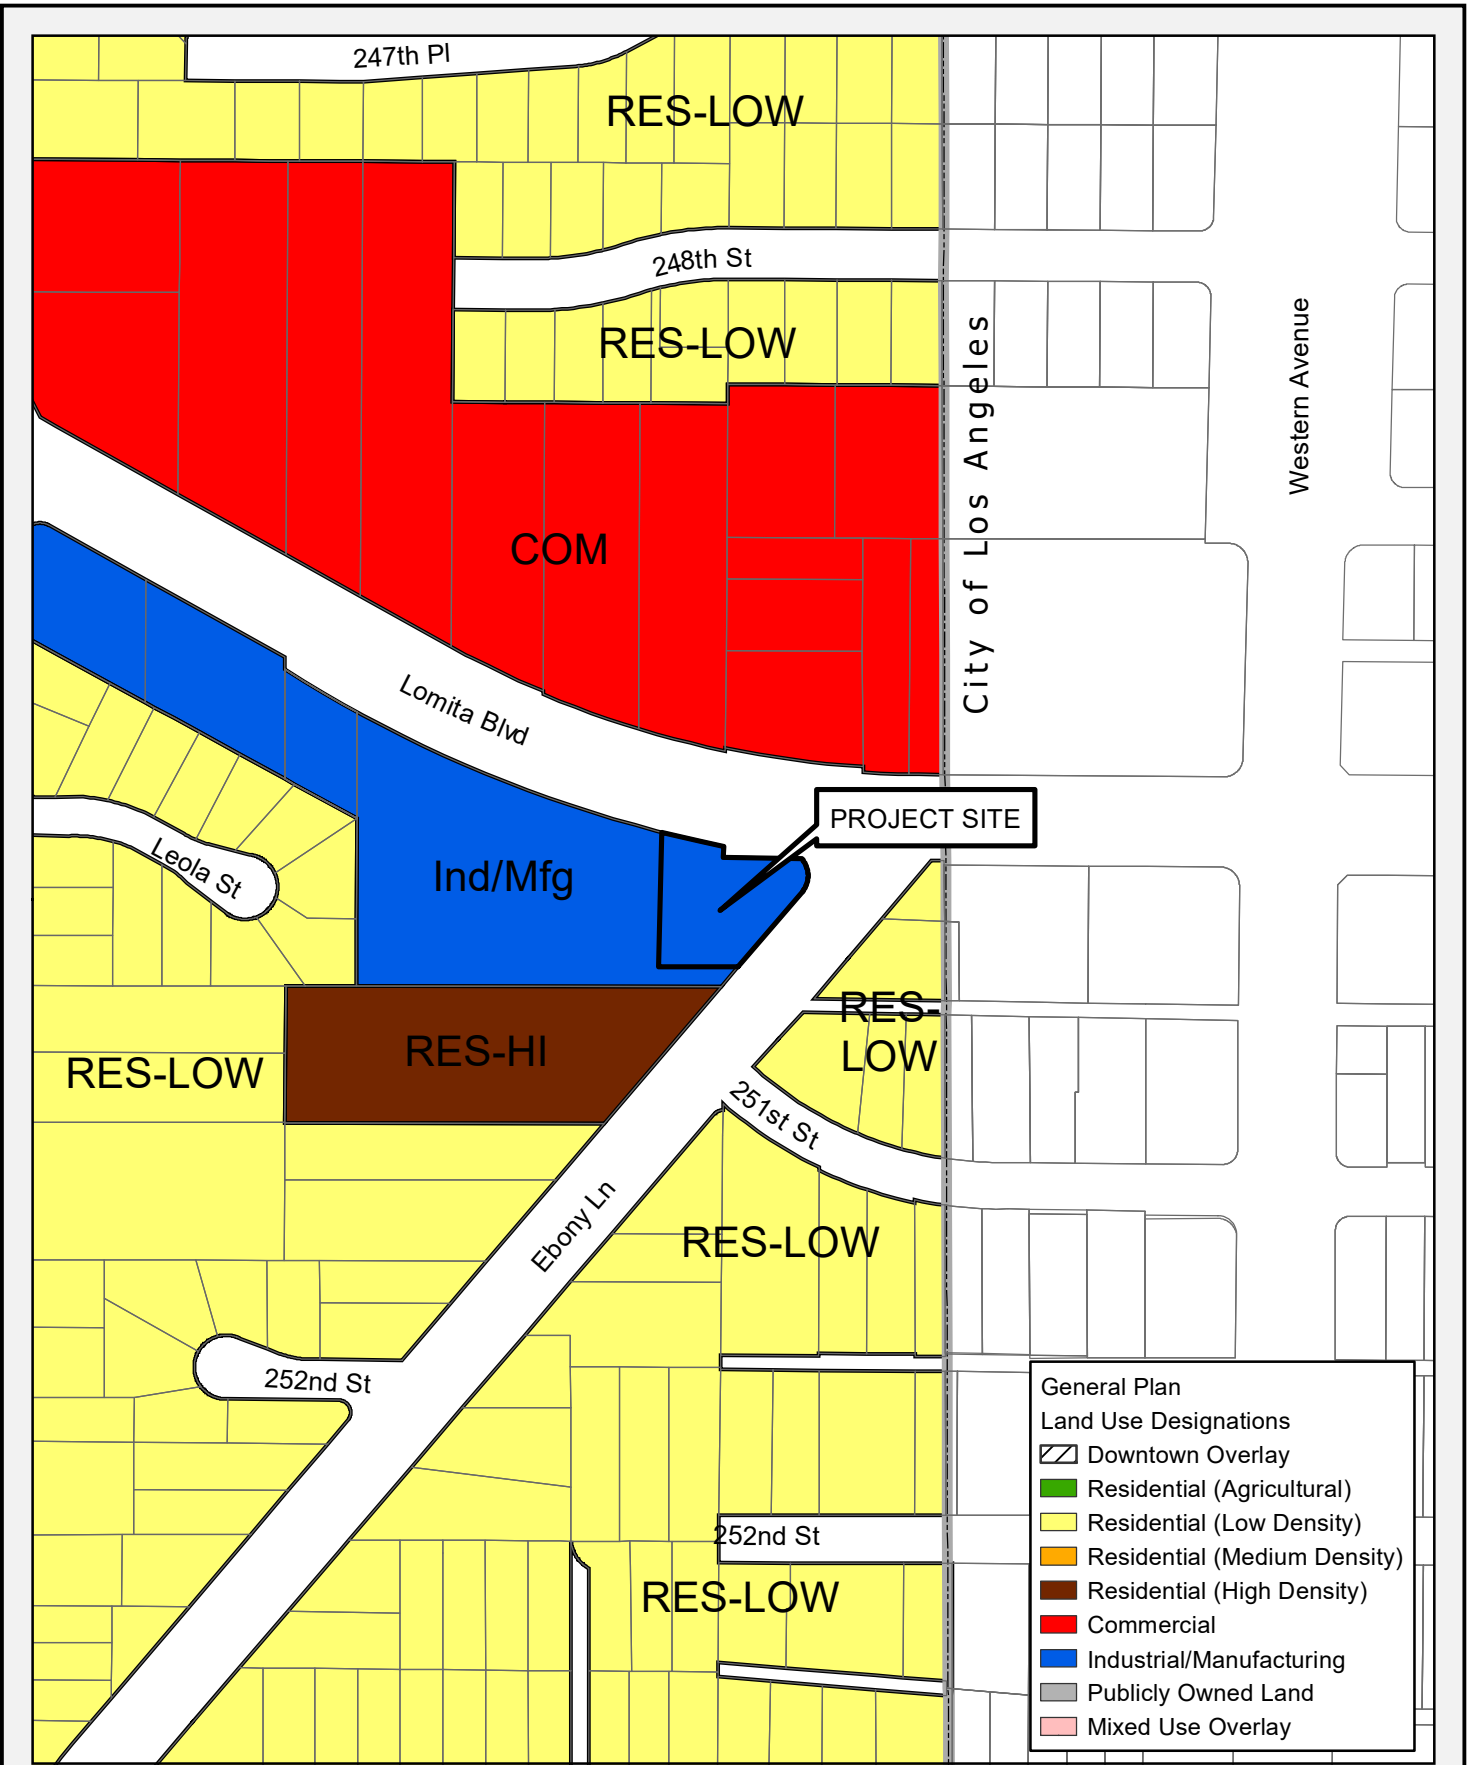 247th Pl
RES-LOW
248th St
RES-LOW
City of Los Angeles
Western Avenue
COM
Lomita Blvd
PROJECT SITE
Leola St
Ind/Mfg
RES-
LOW
RES-HI
RES-LOW
251st St
Ebony Ln
RES-LOW
252nd St
252nd St
RES-LOW
General Plan
Land Use Designations
Downtown Overlay
Residential (Agricultural)
Residential (Low Density)
Residential (Medium Density)
Residential (High Density)
Commercial
Industrial/Manufacturing
Publicly Owned Land
Mixed Use Overlay